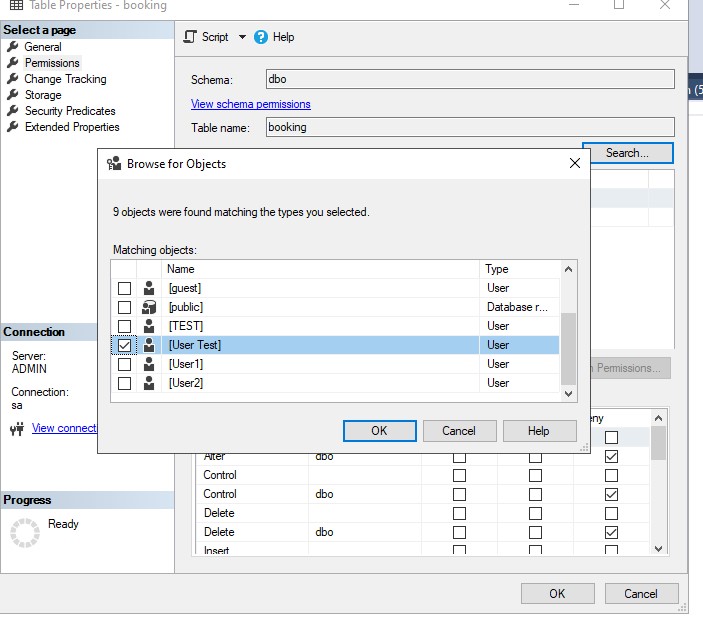 Table Properties - booking
Select a page
General
Permissions
Change Tracking
Storage
Security Predicates
Extended Properties
Script
Help
Schema:
dbo
View schema permissions
Table name:
booking
Search...
Browse for Objects
9 objects were found matching the types you selected.
Matching objects:
Name Type
[guest] User
[public] Database r...
[TEST] User
[User Test] User
[User1] User
[User2] User
OK Cancel Help
Connection
Server:
ADMIN
Connection:
sa
View connect
Permissions...
Alter dbo
Control
Control dbo
Delete
Delete dbo
Insert
Progress
Ready
OK Cancel